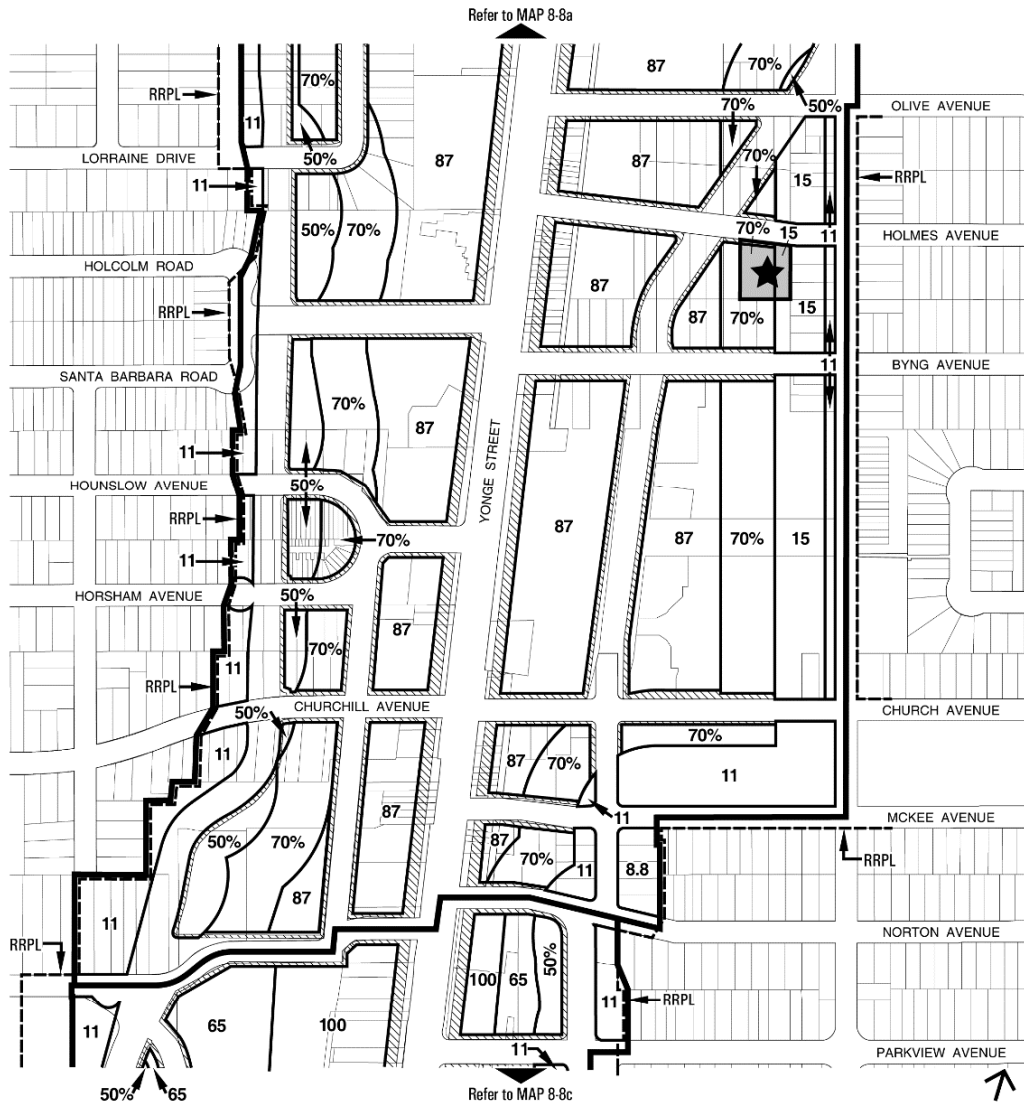 Refer to MAP 8-8a
87
70%
70%
RRPL
50%
OLIVE AVENUE
70%
11
50%
LORRAINE DRIVE
87
87
70%
11
15
RRPL
50%
70%
70%
15
11
HOLMES AVENUE
HOLCOLM ROAD
87
RRPL
87
70%
15
11
BYNG AVENUE
SANTA BARBARA ROAD
70%
87
YONGE STREET
11
50%
HOUNSLOW AVENUE
RRPL
87
87
70%
15
70%
11
50%
HORSHAM AVENUE
87
70%
11
RRPL
50%
CHURCHILL AVENUE
CHURCH AVENUE
70%
11
87
70%
11
87
11
MCKEE AVENUE
50%
70%
87
70%
11
8.8
RRPL
87
11
NORTON AVENUE
RRPL
100
65
50%
11
RRPL
11
65
100
11
PARKVIEW AVENUE
50%
65
Refer to MAP 8-8c